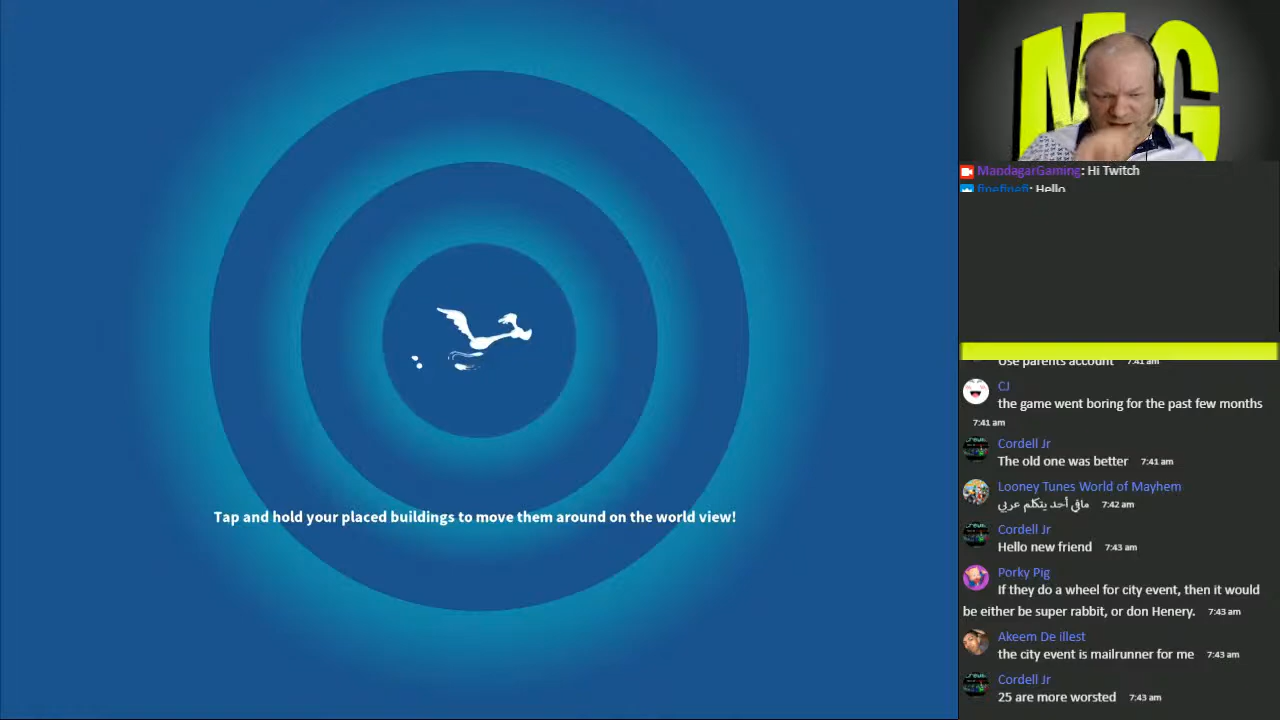 MG
MandagarGaming: Hi Twitch
finefinefi: Hello
Use parents account 7:41 am
CJ
the game went boring for the past few months
7:41 am
Cordell Jr
The old one was better 7:41 am
Looney Tunes World of Mayhem
مافي أحد يتكلم عربي 7:42 am
Cordell Jr
Hello new friend 7:43 am
Porky Pig
If they do a wheel for city event, then it would
be either be super rabbit, or don Henery. 7:43 am
Akeem De illest
the city event is mailrunner for me 7:43 am
Cordell Jr
25 are more worsted 7:43 am
Tap and hold your placed buildings to move them around on the world view!